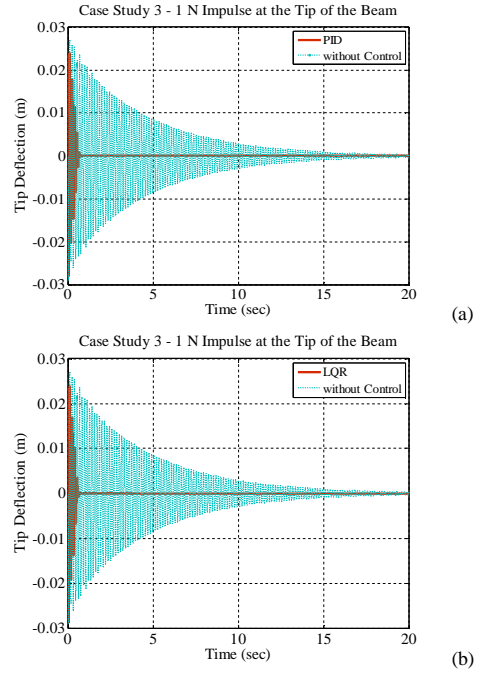 Case Study 3 - 1 N Impulse at the Tip of the Beam
PID
without Control
0.03
0.02
0.01
0
-0.01
-0.02
-0.03
Tip Deflection (m)
0 5 10 15 20
Time (sec)
(a)
Case Study 3 - 1 N Impulse at the Tip of the Beam
LQR
without Control
0.03
0.02
0.01
0
-0.01
-0.02
-0.03
Tip Deflection (m)
0 5 10 15 20
Time (sec)
(b)